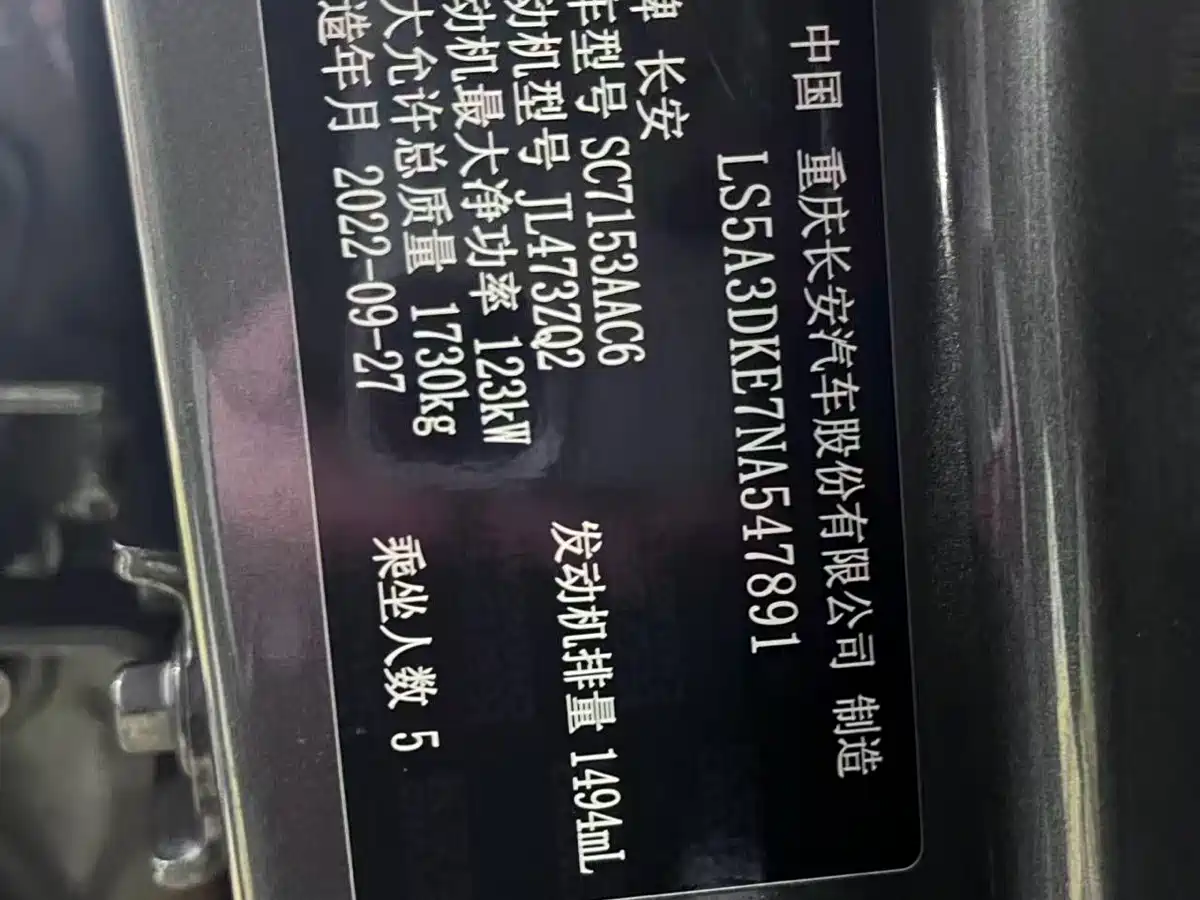 中国 重庆长安汽车股份有限公司 制造
LS5A3DKE7NA547891
牌 长安
车型号 SC7153AAC6
动机型号 JL473ZQ2 发动机排量 1494mL
动机最大净功率 123kW
大允许总质量 1730kg
造年月 2022-09-27 乘坐人数 5